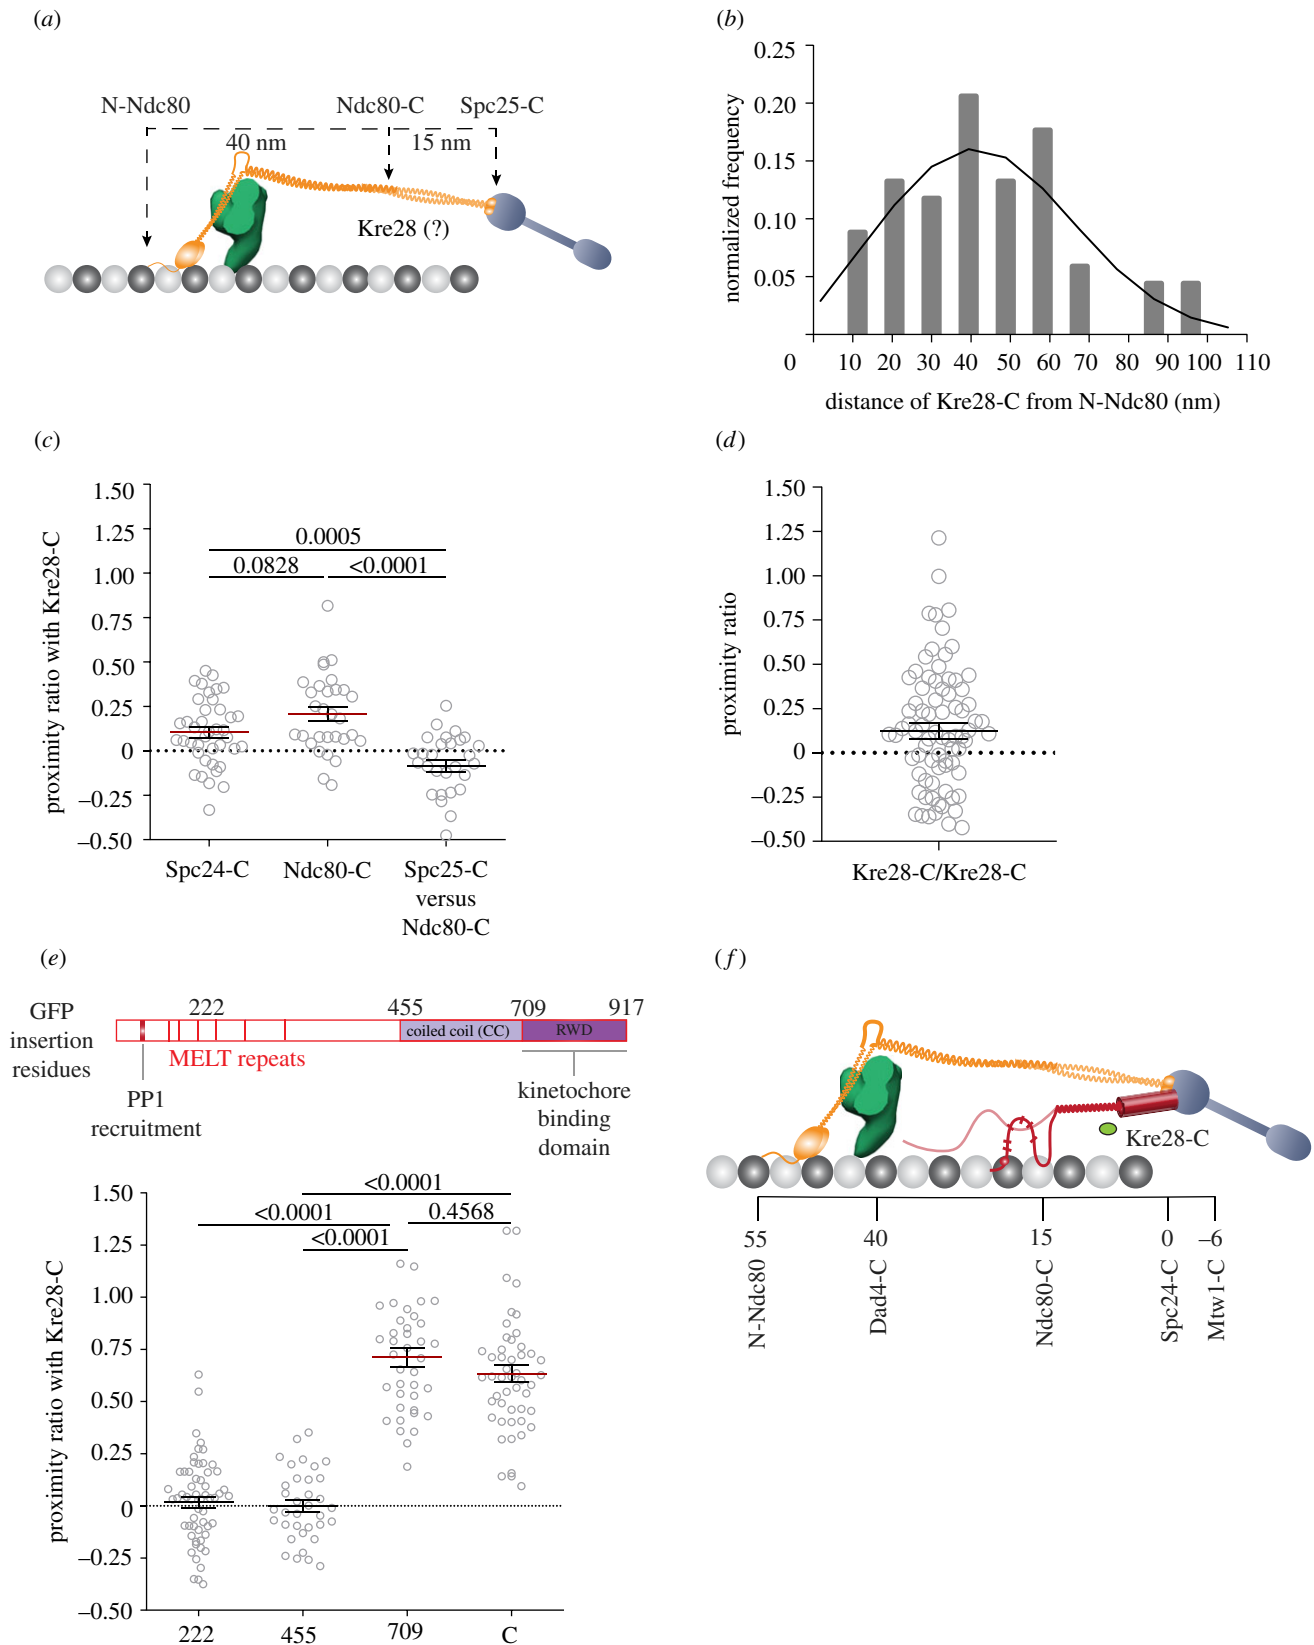 (a)
N-Ndc80
Ndc80-C
Spc25-C
40 nm
15 nm
Kre28 (?)
(b)
normalized frequency
0.25
0.20
0.15
0.10
0.05
0 10 20 30 40 50 60 70 80 90 100 110
distance of Kre28-C from N-Ndc80 (nm)
(c)
proximity ratio with Kre28-C
1.50
1.25
1.00
0.75
0.50
0.25
0
–0.25
–0.50
0.0005
0.0828
<0.0001
Spc24-C
Ndc80-C
Spc25-C
versus
Ndc80-C
(d)
proximity ratio
1.50
1.25
1.00
0.75
0.50
0.25
0
–0.25
–0.50
Kre28-C/Kre28-C
(e)
GFP
insertion
residues
222
455
709
917
coiled coil (CC)
RWD
MELT repeats
PP1
recruitment
kinetochore
binding
domain
proximity ratio with Kre28-C
1.50
1.25
1.00
0.75
0.50
0.25
0
–0.25
–0.50
<0.0001
<0.0001
0.4568
<0.0001
222
455
709
C
(f)
Kre28-C
55
40
15
0
–6
N-Ndc80
Dad4-C
Ndc80-C
Spc24-C
Mtw1-C